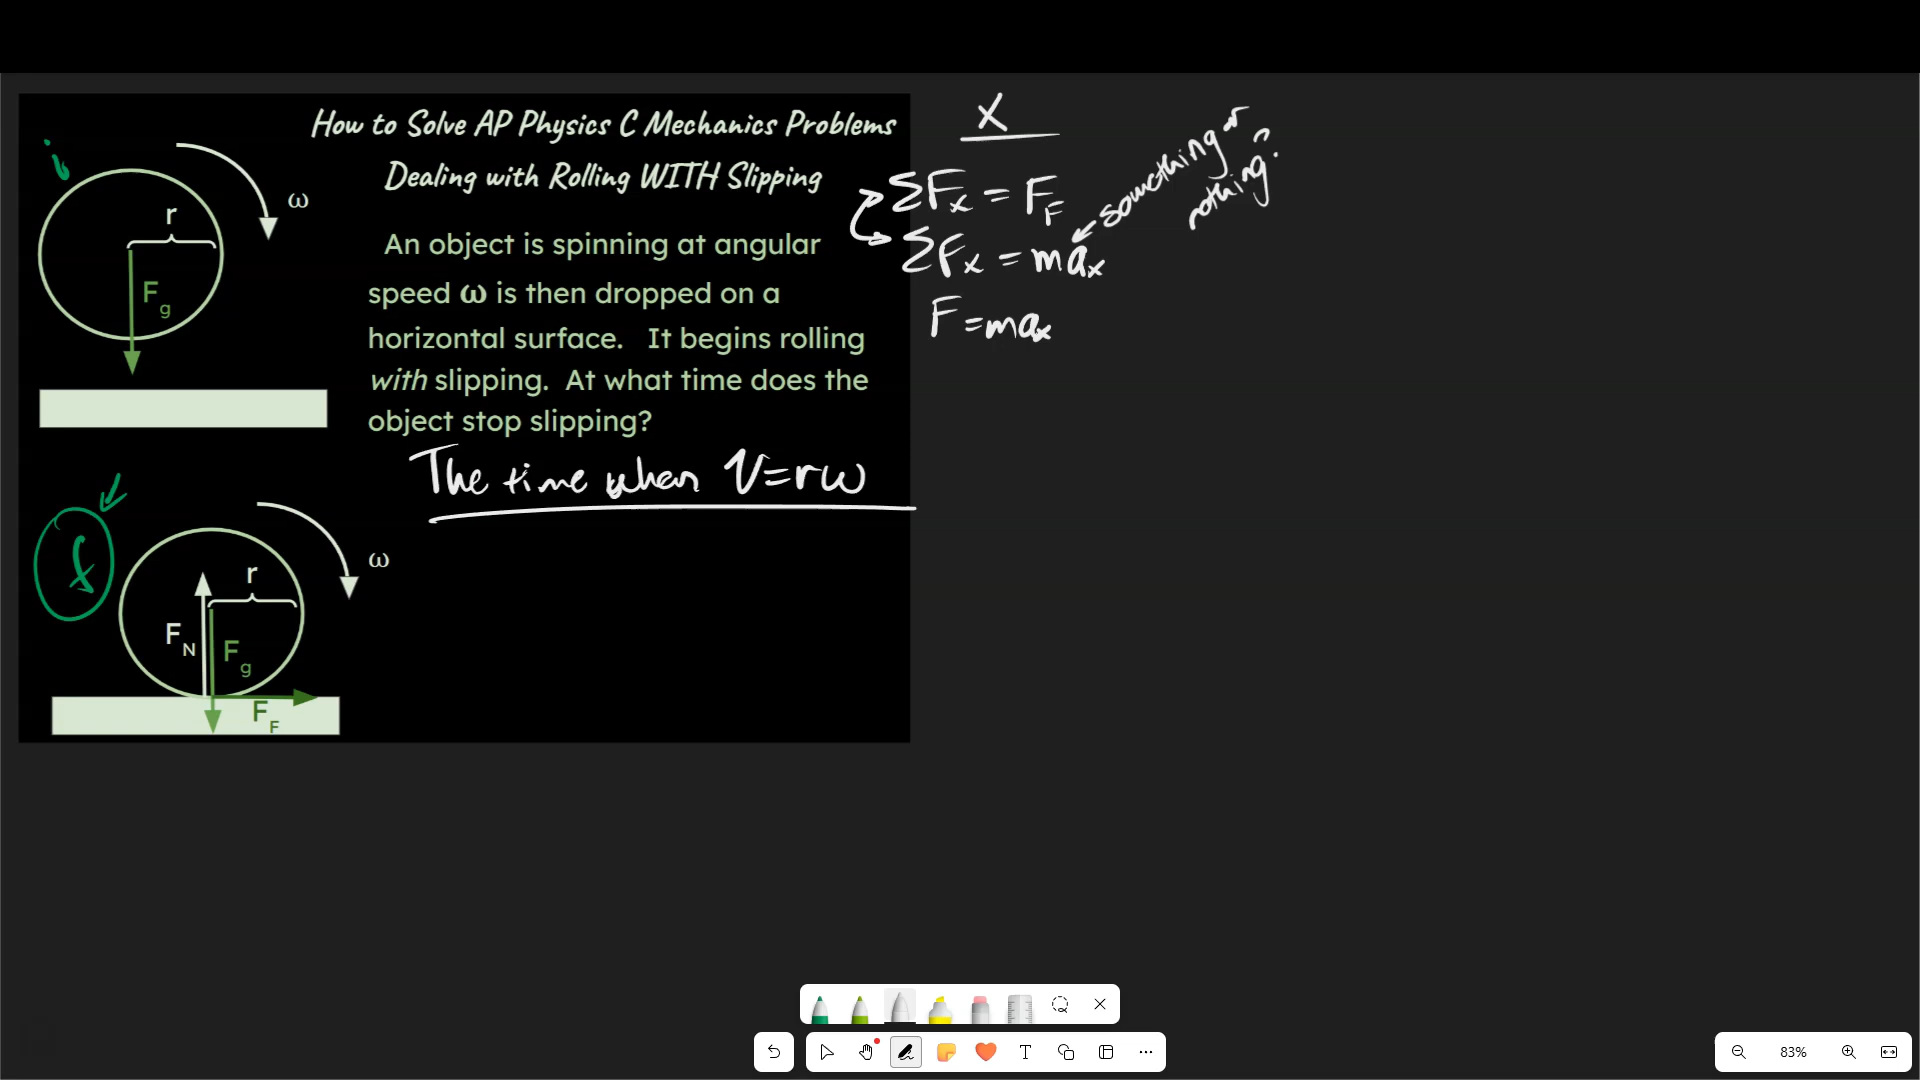 How to Solve AP Physics C Mechanics Problems
Dealing with Rolling WITH Slipping
An object is spinning at angular
speed ω is then dropped on a
horizontal surface. It begins rolling
with slipping. At what time does the
object stop slipping?
The time when V=rω
i
r
ω
Fg
f
r
ω
FN
Fg
FF
X
ΣFx = FF
ΣFx = max
F=max
something or
nothing?
83%